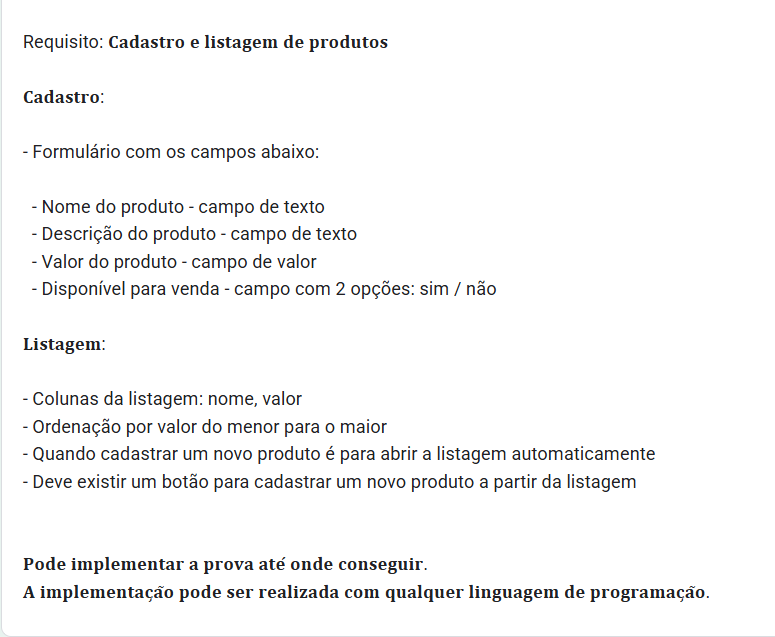 Requisito: Cadastro e listagem de produtos
Cadastro:
- Formulário com os campos abaixo:
- Nome do produto - campo de texto
- Descrição do produto - campo de texto
- Valor do produto - campo de valor
- Disponível para venda - campo com 2 opções: sim / não
Listagem:
- Colunas da listagem: nome, valor
- Ordenação por valor do menor para o maior
- Quando cadastrar um novo produto é para abrir a listagem automaticamente
- Deve existir um botão para cadastrar um novo produto a partir da listagem
Pode implementar a prova até onde conseguir.
A implementação pode ser realizada com qualquer linguagem de programação.